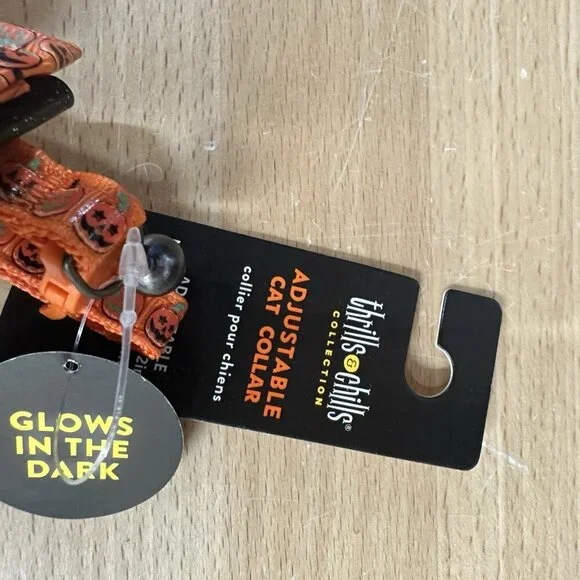 thrills & chills®
COLLECTION
ADJUSTABLE
CAT COLLAR
collier pour chiens
GLOWS
IN THE
DARK